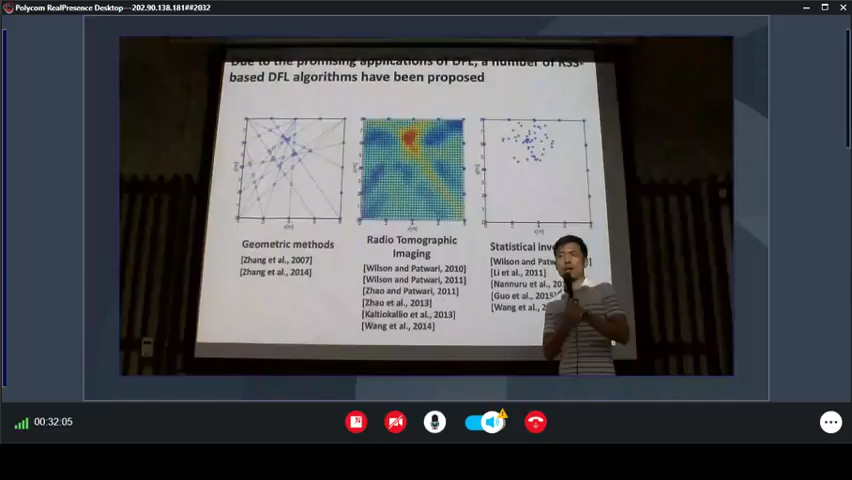 Polycom RealPresence Desktop—202.90.138.181##2032
Due to the promising applications of DFL, a number of RSS-
based DFL algorithms have been proposed
Geometric methods
[Zhang et al., 2007]
[Zhang et al., 2014]
Radio Tomographic
Imaging
[Wilson and Patwari, 2010]
[Wilson and Patwari, 2011]
[Zhao and Patwari, 2011]
[Zhao et al., 2013]
[Kaltiokallio et al., 2013]
[Wang et al., 2014]
Statistical
[Wilson and
[Li et al., 2011]
[Nannuru et al.,
[Guo et al., 2015]
[Wang et al.,
00:32:05